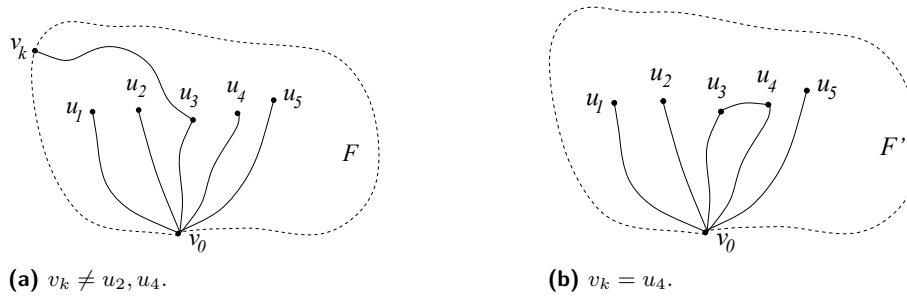 v_k
u_1 u_2 u_3 u_4 u_5
F
v_0
u_1 u_2 u_3 u_4 u_5
F'
v_0
(a) v_k ≠ u_2, u_4.
(b) v_k = u_4.